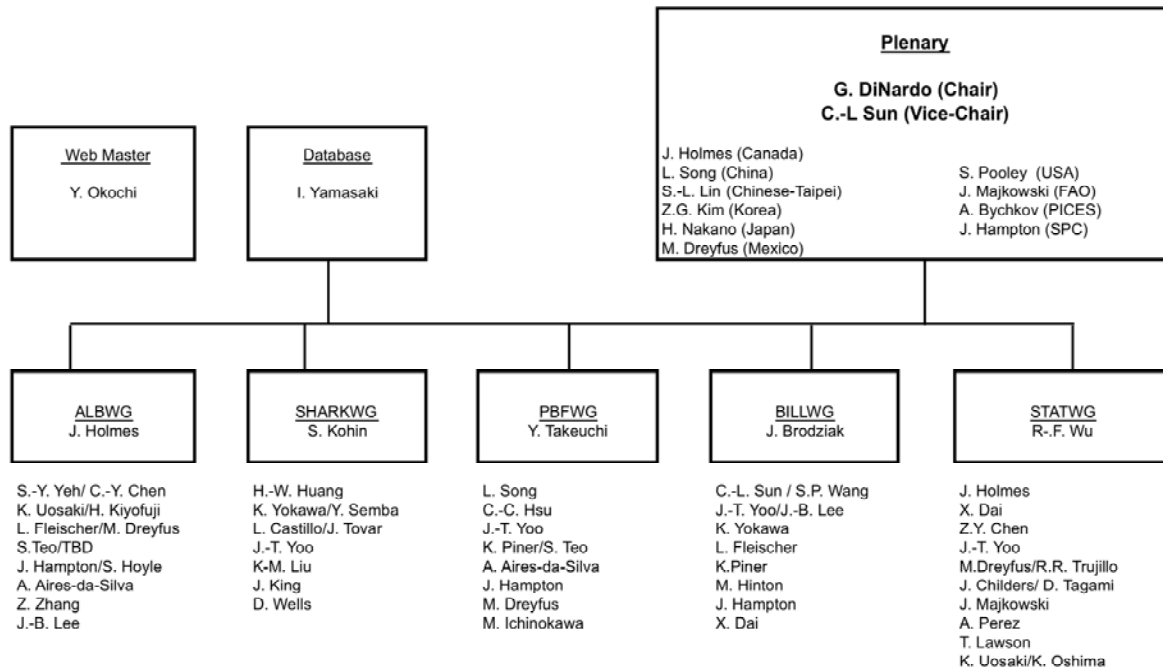 Plenary
G. DiNardo (Chair)
C.-L Sun (Vice-Chair)
J. Holmes (Canada)
L. Song (China)
S.-L. Lin (Chinese-Taipei)
Z.G. Kim (Korea)
H. Nakano (Japan)
M. Dreyfus (Mexico)
S. Pooley (USA)
J. Majkowski (FAO)
A. Bychkov (PICES)
J. Hampton (SPC)
Web Master
Y. Okochi
Database
I. Yamasaki
ALBWG
J. Holmes
S.-Y. Yeh/ C.-Y. Chen
K. Uosaki/H. Kiyofuji
L. Fleischer/M. Dreyfus
S.Teo/TBD
J. Hampton/S. Hoyle
A. Aires-da-Silva
Z. Zhang
J.-B. Lee
SHARKWG
S. Kohin
H.-W. Huang
K. Yokawa/Y. Semba
L. Castillo/J. Tovar
J.-T. Yoo
K-M. Liu
J. King
D. Wells
PBFWG
Y. Takeuchi
L. Song
C.-C. Hsu
J.-T. Yoo
K. Piner/S. Teo
A. Aires-da-Silva
J. Hampton
M. Dreyfus
M. Ichinokawa
BILLWG
J. Brodziak
C.-L. Sun / S.P. Wang
J.-T. Yoo/J.-B. Lee
K. Yokawa
L. Fleischer
K.Piner
M. Hinton
J. Hampton
X. Dai
STATWG
R-.F. Wu
J. Holmes
X. Dai
Z.Y. Chen
J.-T. Yoo
M.Dreyfus/R.R. Trujillo
J. Childers/ D. Tagami
J. Majkowski
A. Perez
T. Lawson
K. Uosaki/K. Oshima